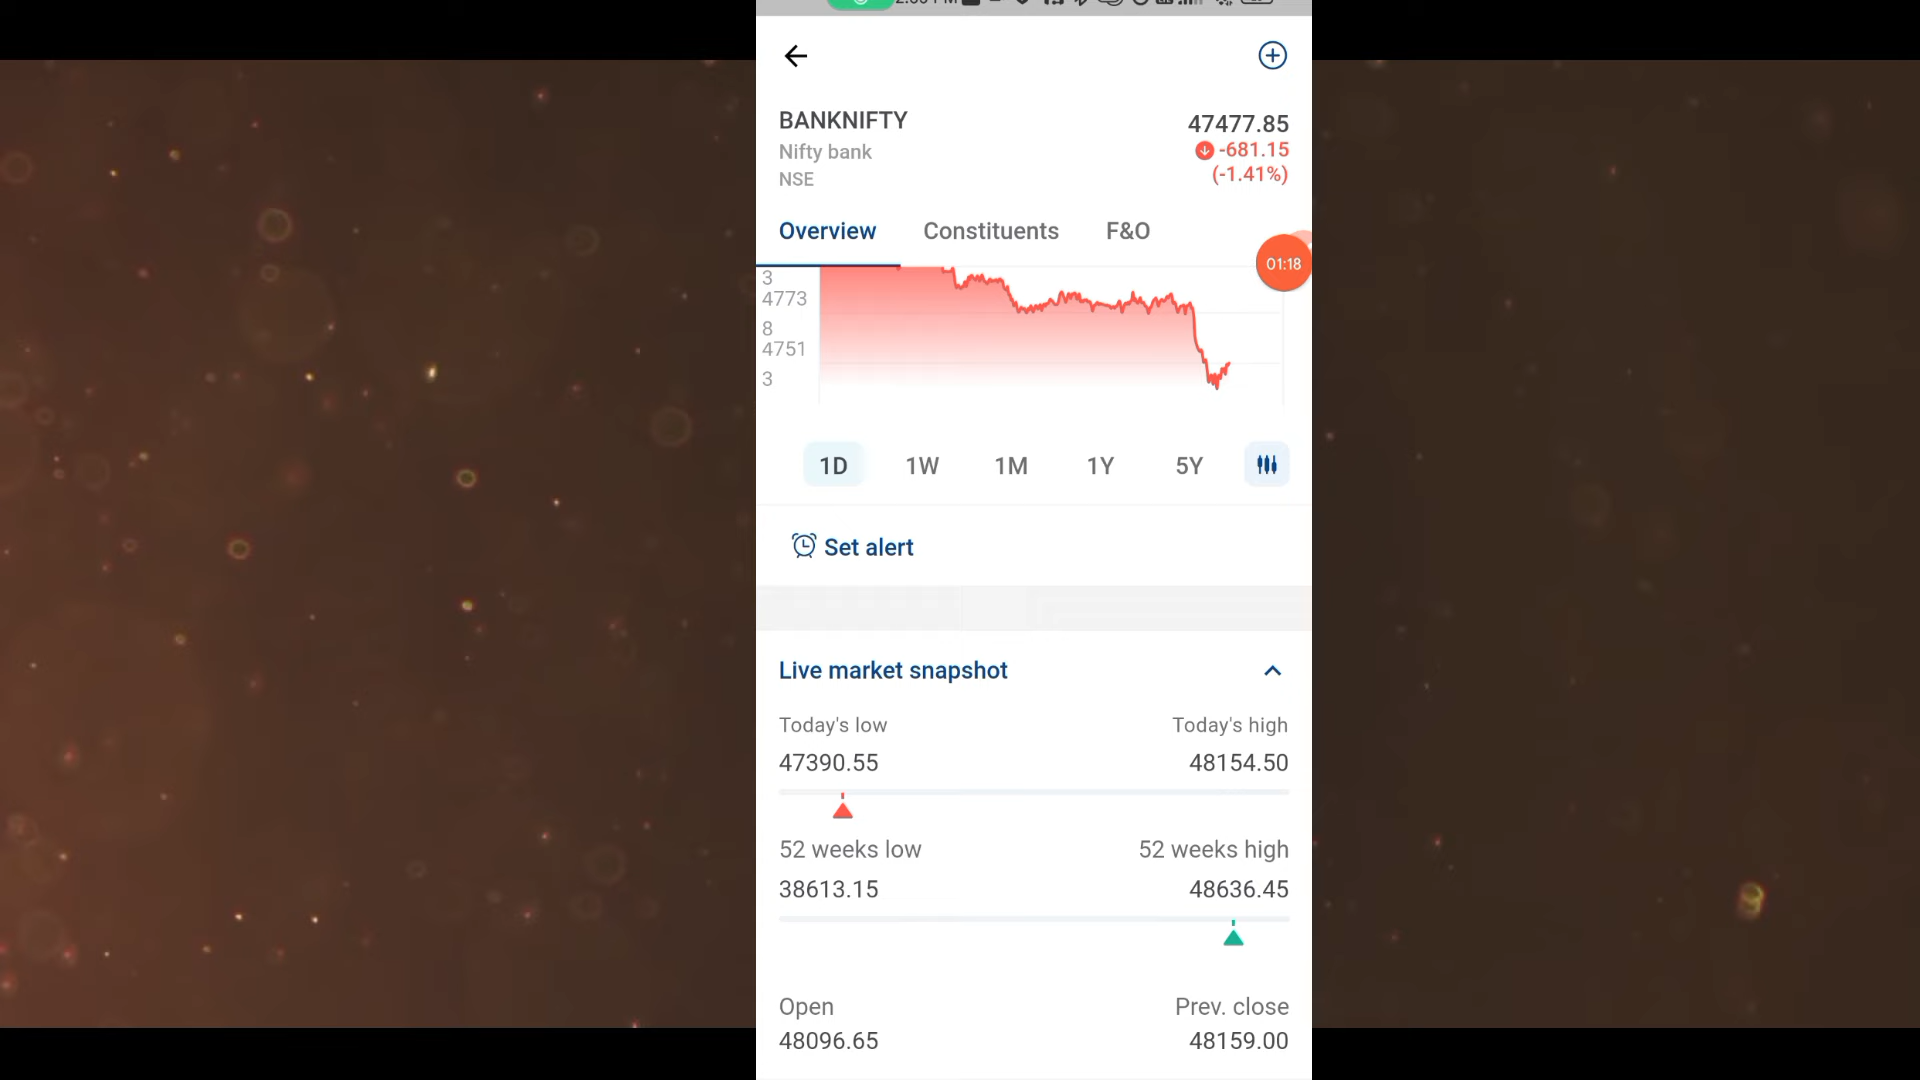 BANKNIFTY
47477.85
Nifty bank
-681.15
NSE
(-1.41%)
Overview Constituents F&O
01:18
3
4773
8
4751
3
1D 1W 1M 1Y 5Y
Set alert
Live market snapshot
Today's low Today's high
47390.55 48154.50
52 weeks low 52 weeks high
38613.15 48636.45
Open Prev. close
48096.65 48159.00